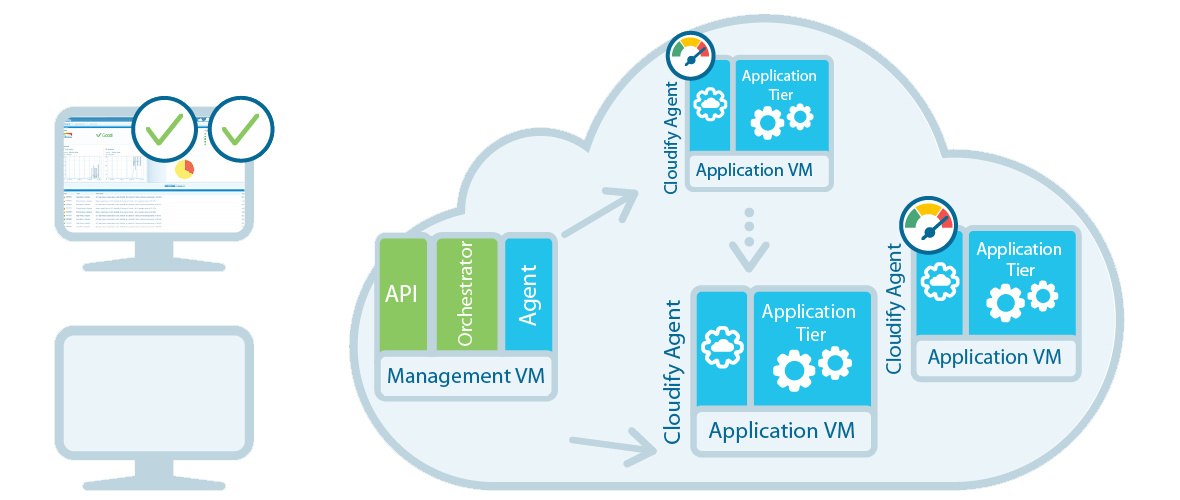 Good
API
Orchestrator
Agent
Management VM
Cloudify Agent
Application
Tier
Application VM
Cloudify Agent
Application
Tier
Application VM
Cloudify Agent
Application
Tier
Application VM